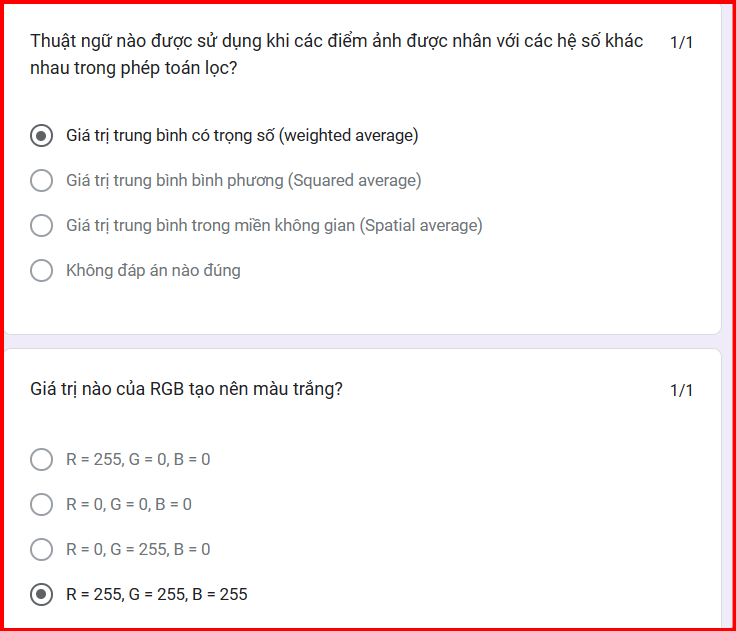 Thuật ngữ nào được sử dụng khi các điểm ảnh được nhân với các hệ số khác 1/1
nhau trong phép toán lọc?
Giá trị trung bình có trọng số (weighted average)
Giá trị trung bình bình phương (Squared average)
Giá trị trung bình trong miền không gian (Spatial average)
Không đáp án nào đúng
Giá trị nào của RGB tạo nên màu trắng? 1/1
R = 255, G = 0, B = 0
R = 0, G = 0, B = 0
R = 0, G = 255, B = 0
R = 255, G = 255, B = 255